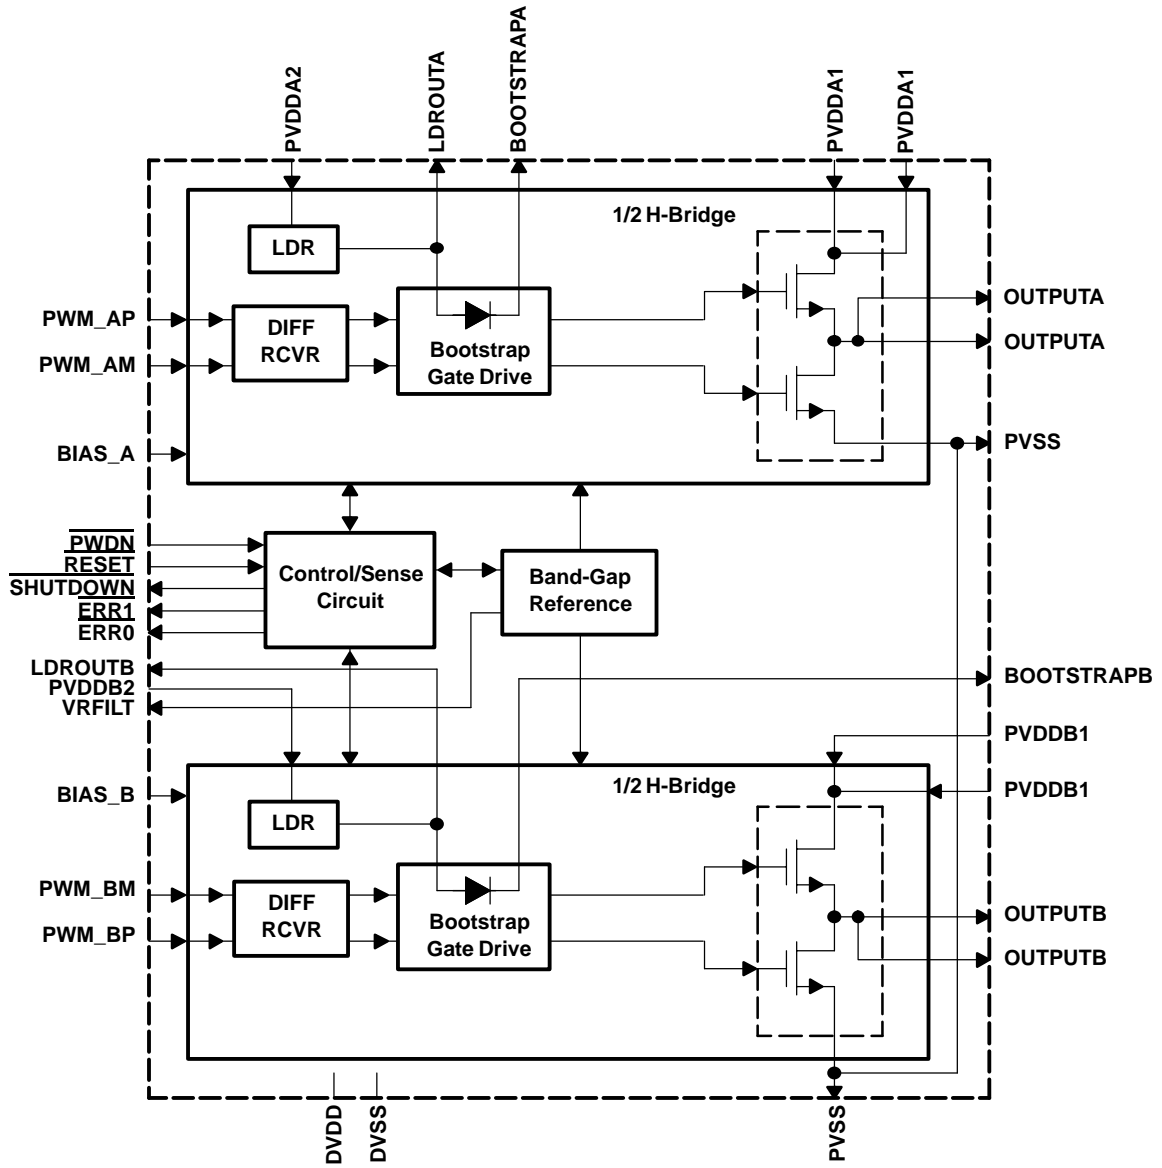 PVDDA2
LDROUTA
BOOTSTRAPA
PVDDA1
PVDDA1
1/2 H-Bridge
LDR
PWM_AP
PWM_AM
DIFF
RCVR
Bootstrap
Gate Drive
OUTPUTA
OUTPUTA
BIAS_A
PVSS
PWDN
RESET
SHUTDOWN
ERR1
ERR0
Control/Sense
Circuit
Band-Gap
Reference
LDROUTB
PVDDB2
VRFILT
BOOTSTRAPB
PVDDB1
PVDDB1
BIAS_B
1/2 H-Bridge
LDR
PWM_BM
PWM_BP
DIFF
RCVR
Bootstrap
Gate Drive
OUTPUTB
OUTPUTB
DVDD
DVSS
PVSS